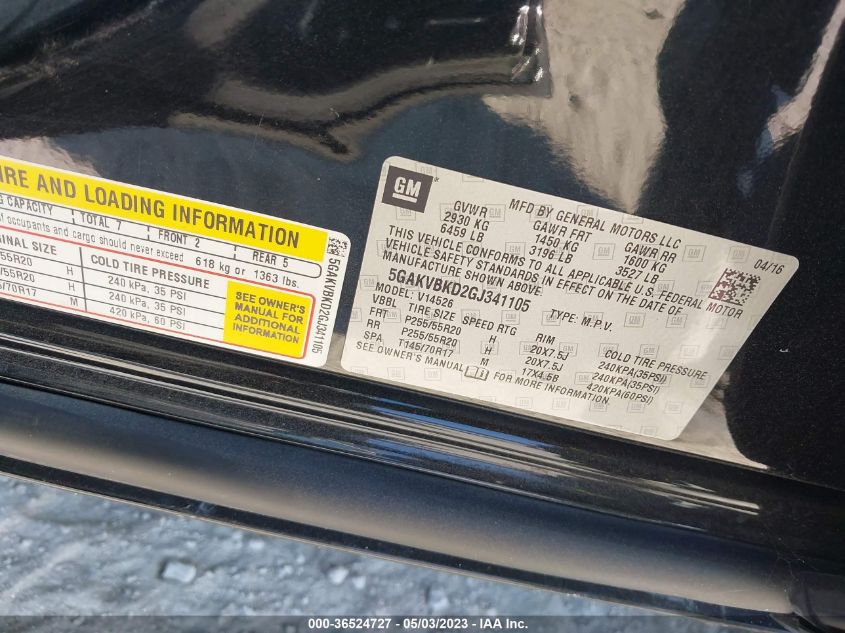 IRE AND LOADING INFORMATION
G CAPACITY TOTAL 7 FRONT 2 REAR 5
of occupants and cargo should never exceed 618 kg or 1363 lbs.
GINAL SIZE COLD TIRE PRESSURE
55R20 H 240 kPa, 35 PSI
55R20 H 240 kPa, 35 PSI
70R17 M 420 kPa, 60 PSI
SEE OWNER'S
MANUAL FOR
ADDITIONAL
INFORMATION
5GAKVBKD2GJ341105
GM
MFD BY GENERAL MOTORS LLC
04/16
GVWR GAWR FRT GAWR RR
2930 KG 1450 KG 1600 KG
6459 LB 3196 LB 3527 LB
THIS VEHICLE CONFORMS TO ALL APPLICABLE U.S. FEDERAL MOTOR
VEHICLE SAFETY STANDARDS IN EFFECT ON THE DATE OF
MANUFACTURE SHOWN ABOVE.
5GAKVBKD2GJ341105 TYPE: M.P.V.
MODEL: V14526
VBBL TIRE SIZE SPEED RTG RIM COLD TIRE PRESSURE
FRT P255/55R20 H 20X7.5J 240KPA(35PSI)
RR P255/55R20 H 20X7.5J 240KPA(35PSI)
SPA T145/70R17 M 17X4.5B 420KPA(60PSI)
SEE OWNER'S MANUAL FOR MORE INFORMATION.
000-36524727 - 05/03/2023 - IAA Inc.